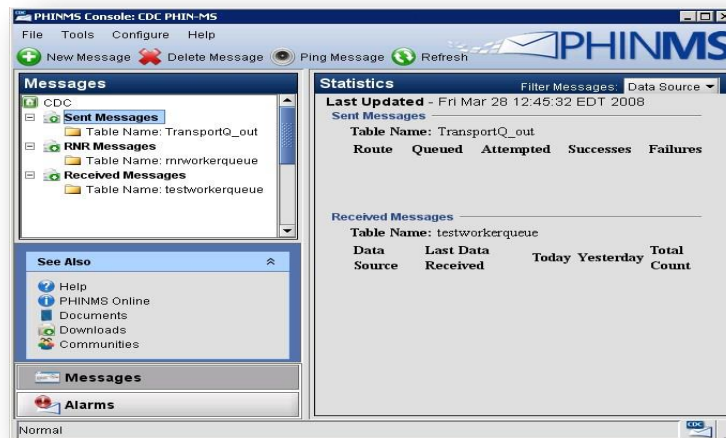 PHINMS Console: CDC PHIN-MS
File Tools Configure Help
New Message Delete Message Ping Message Refresh
PHINMS
Messages
CDC
Sent Messages
Table Name: TransportQ_out
RNR Messages
Table Name: rnrworkerqueue
Received Messages
Table Name: testworkerqueue
See Also
Help
PHINMS Online
Documents
Downloads
Communities
Messages
Alarms
Statistics
Filter Messages: Data Source
Last Updated - Fri Mar 28 12:45:32 EDT 2008
Sent Messages
Table Name: TransportQ_out
Route Queued Attempted Successes Failures
Received Messages
Table Name: testworkerqueue
Data Source Last Data Received Today Yesterday Total Count
Normal
CDC